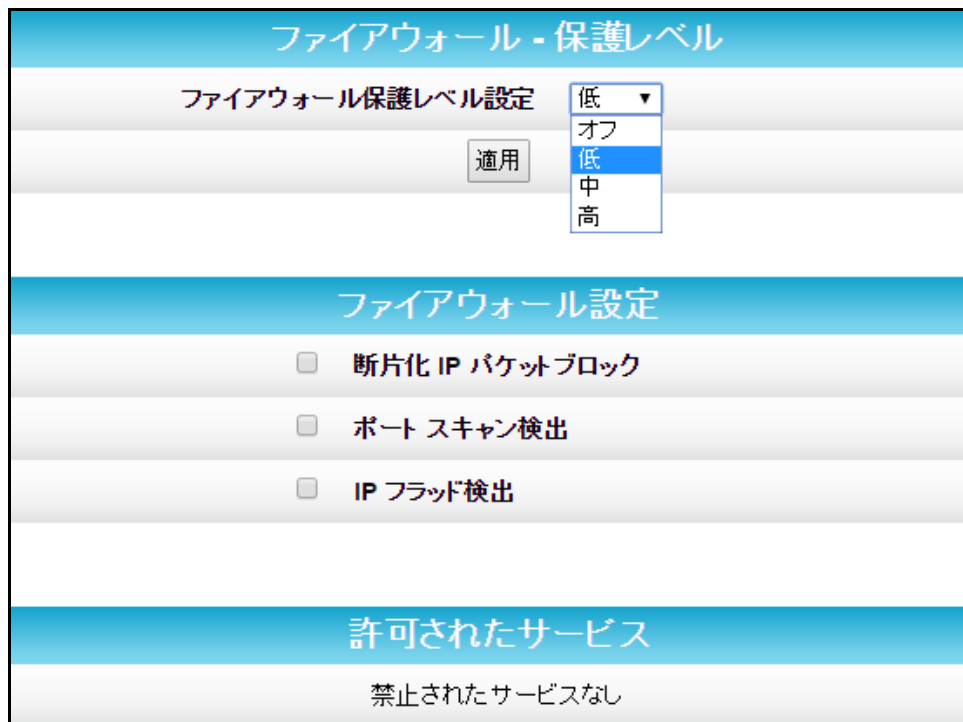 ファイアウォール - 保護レベル
ファイアウォール保護レベル設定 低
オフ
低
中
高
適用
ファイアウォール設定
断片化 IP パケットブロック
ポート スキャン検出
IP フラッド検出
許可されたサービス
禁止されたサービスなし